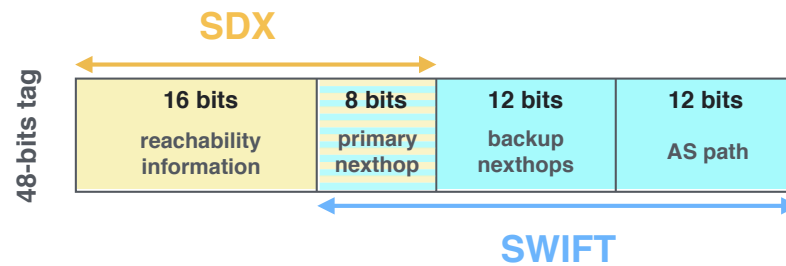 SDX
48-bits tag
16 bits
reachability
information
8 bits
primary
nexthop
12 bits
backup
nexthops
12 bits
AS path
SWIFT